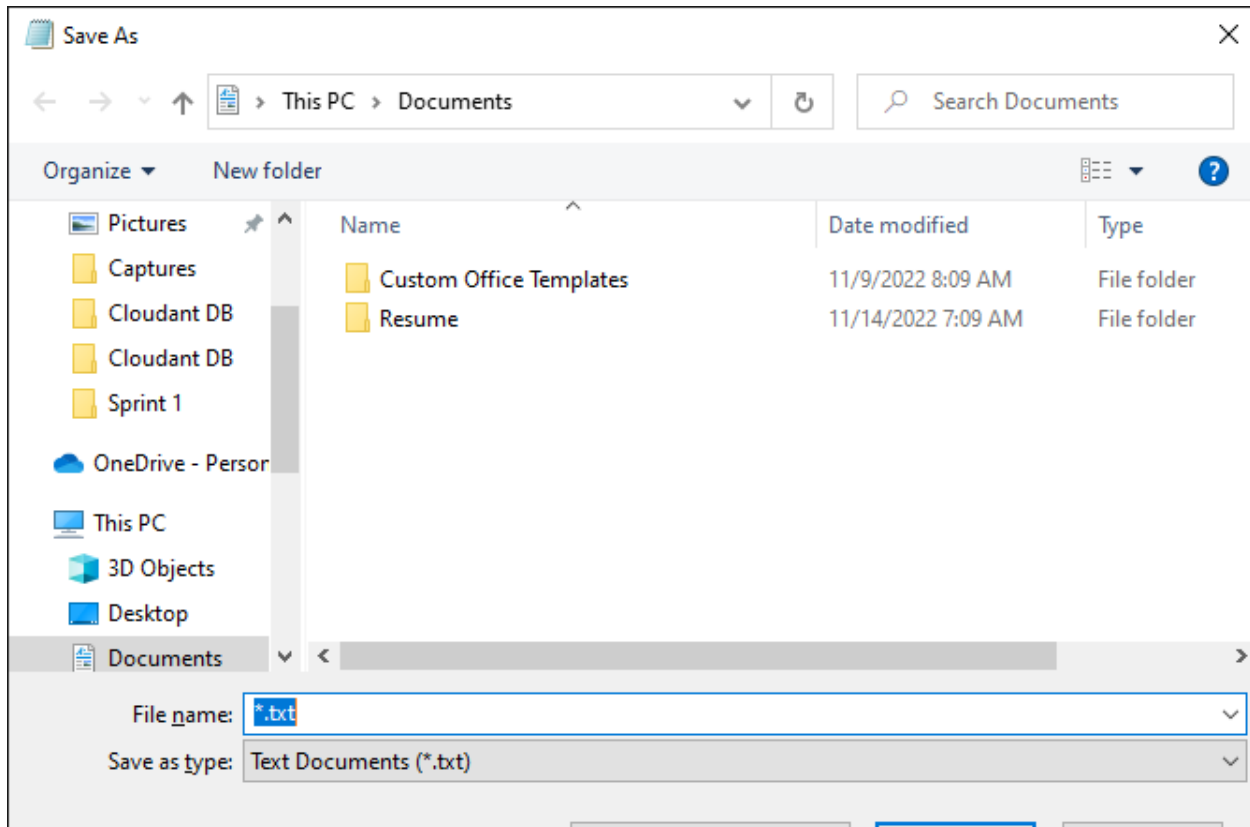 Save As
This PC > Documents
Search Documents
Organize
New folder
?
Pictures
Captures
Cloudant DB
Cloudant DB
Sprint 1
OneDrive - Person
This PC
3D Objects
Desktop
Documents
Name Date modified Type
Custom Office Templates 11/9/2022 8:09 AM File folder
Resume 11/14/2022 7:09 AM File folder
File name: *.txt
Save as type: Text Documents (*.txt)